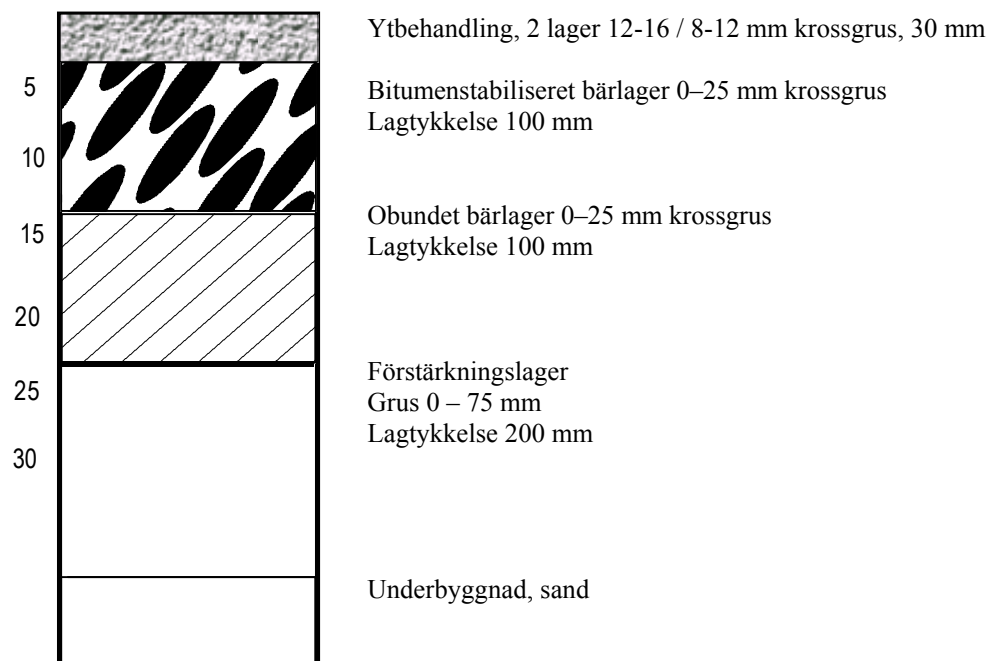 Ytbehandling, 2 lager 12-16 / 8-12 mm krossgrus, 30 mm
5
Bitumenstabiliseret bärlager 0–25 mm krossgrus
Lagtykkelse 100 mm
10
Obundet bärlager 0–25 mm krossgrus
15
Lagtykkelse 100 mm
20
Förstärkningslager
25
Grus 0 – 75 mm
Lagtykkelse 200 mm
30
Underbyggnad, sand